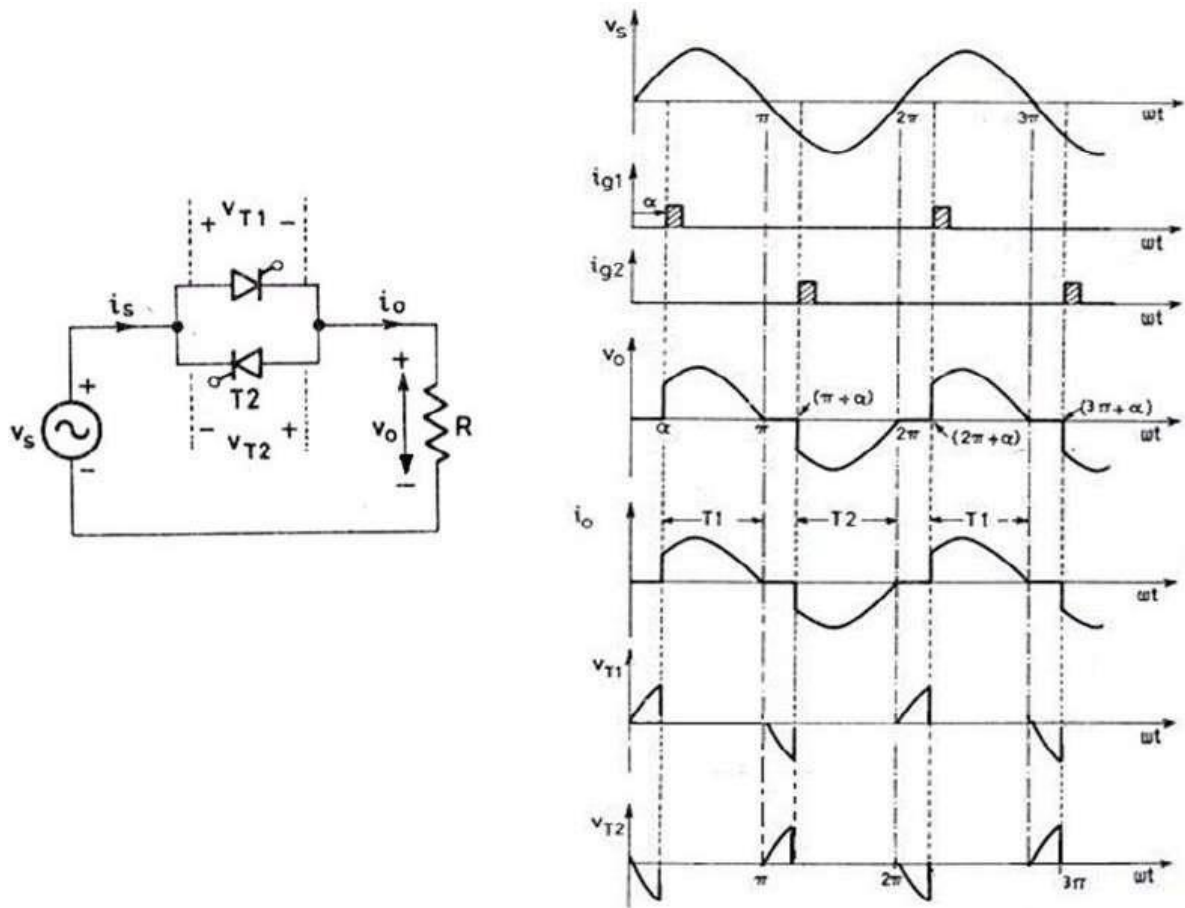 + vT1 -
is
io
T2
- vT2 +
+
vs
-
+
vo
-
R
vs
π 2π 3π ωt
ig1
α
ωt
ig2
ωt
vo
(π+α) (3π+α)
α π 2π (2π+α) ωt
io
T1 T2 T1
ωt
vT1
ωt
vT2
π 2π 3π ωt